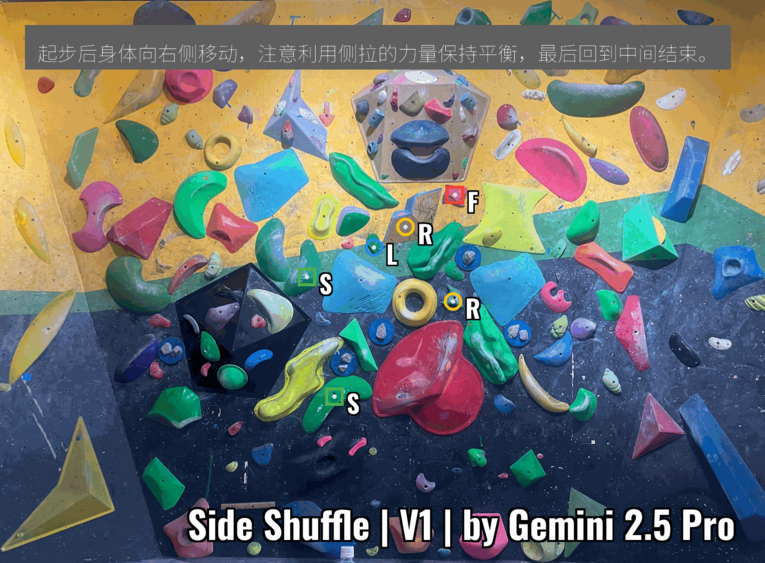 起步后身体向右侧移动，注意利用侧拉的力量保持平衡，最后回到中间结束。
F
R
L
S
R
S
Side Shuffle | V1 | by Gemini 2.5 Pro